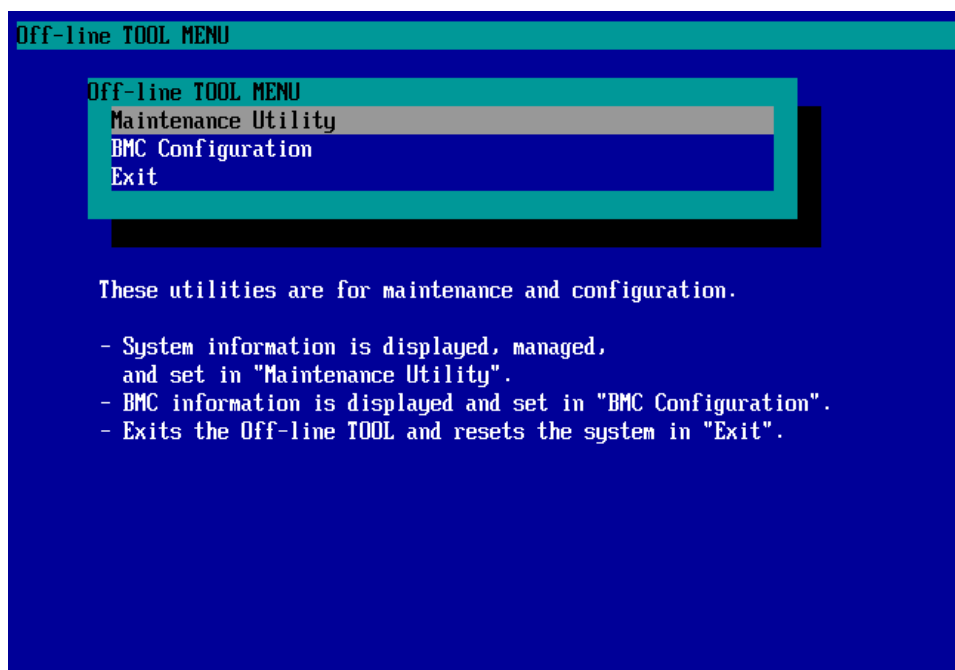 Off-line TOOL MENU
Off-line TOOL MENU
Maintenance Utility
BMC Configuration
Exit
These utilities are for maintenance and configuration.
- System information is displayed, managed,
and set in "Maintenance Utility".
- BMC information is displayed and set in "BMC Configuration".
- Exits the Off-line TOOL and resets the system in "Exit".